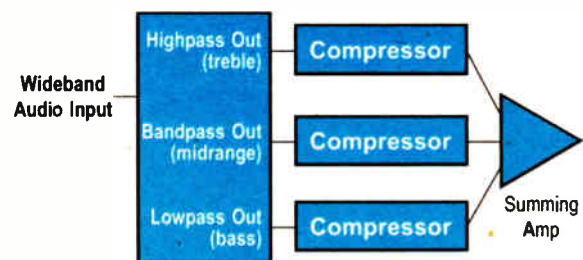 Highpass Out
(treble)
Compressor
Wideband
Audio Input
Bandpass Out
(midrange)
Compressor
Lowpass Out
(bass)
Compressor
Summing
Amp